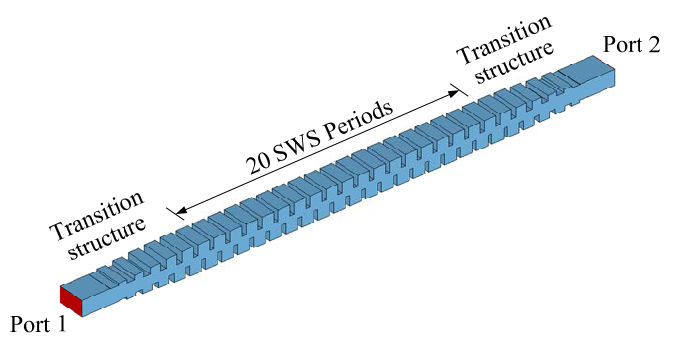 Transition
structure
Port 2
20 SWS Periods
Transition
structure
Port 1